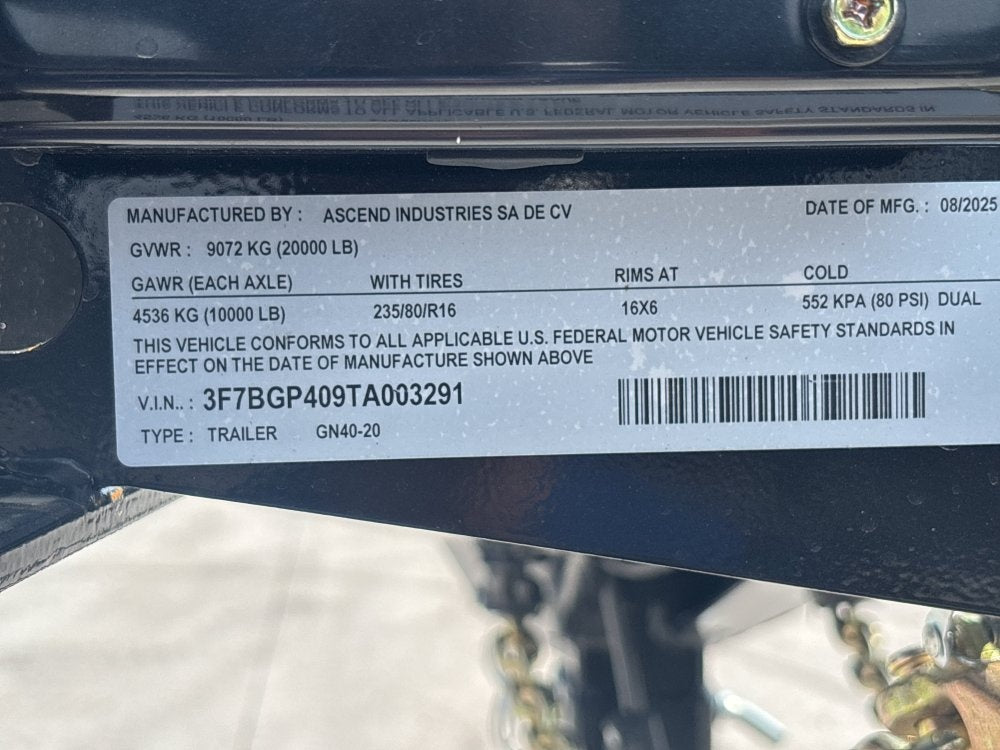 MANUFACTURED BY : ASCEND INDUSTRIES SA DE CV DATE OF MFG. : 08/2025
GVWR : 9072 KG (20000 LB)
GAWR (EACH AXLE) WITH TIRES RIMS AT COLD
4536 KG (10000 LB) 235/80/R16 16X6 552 KPA (80 PSI) DUAL
THIS VEHICLE CONFORMS TO ALL APPLICABLE U.S. FEDERAL MOTOR VEHICLE SAFETY STANDARDS IN
EFFECT ON THE DATE OF MANUFACTURE SHOWN ABOVE
V.I.N.. : 3F7BGP409TA003291
TYPE : TRAILER GN40-20